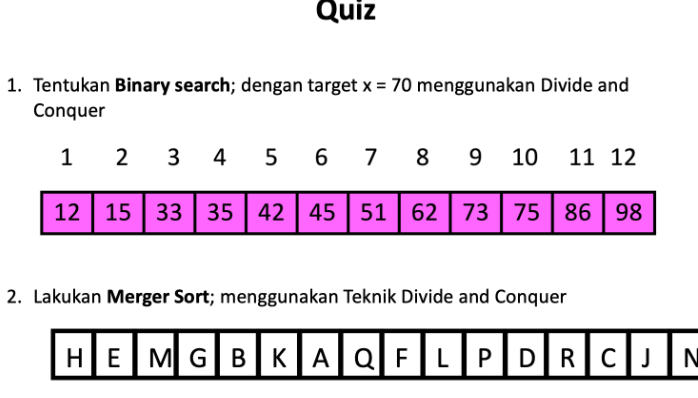 Quiz
1. Tentukan Binary search; dengan target x = 70 menggunakan Divide and
Conquer
1 2 3 4 5 6 7 8 9 10 11 12
12 15 33 35 42 45 51 62 73 75 86 98
2. Lakukan Merger Sort; menggunakan Teknik Divide and Conquer
H E M G B K A Q F L P D R C J N